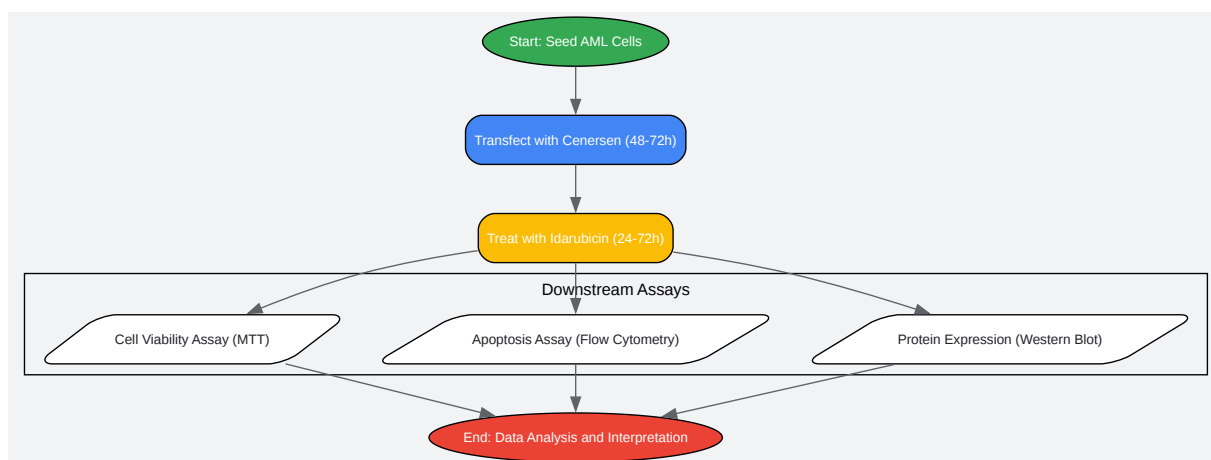 Start: Seed AML Cells
Transfect with Cenersen (48-72h)
Treat with Idarubicin (24-72h)
Downstream Assays
Cell Viability Assay (MTT)
Apoptosis Assay (Flow Cytometry)
Protein Expression (Western Blot)
End: Data Analysis and Interpretation